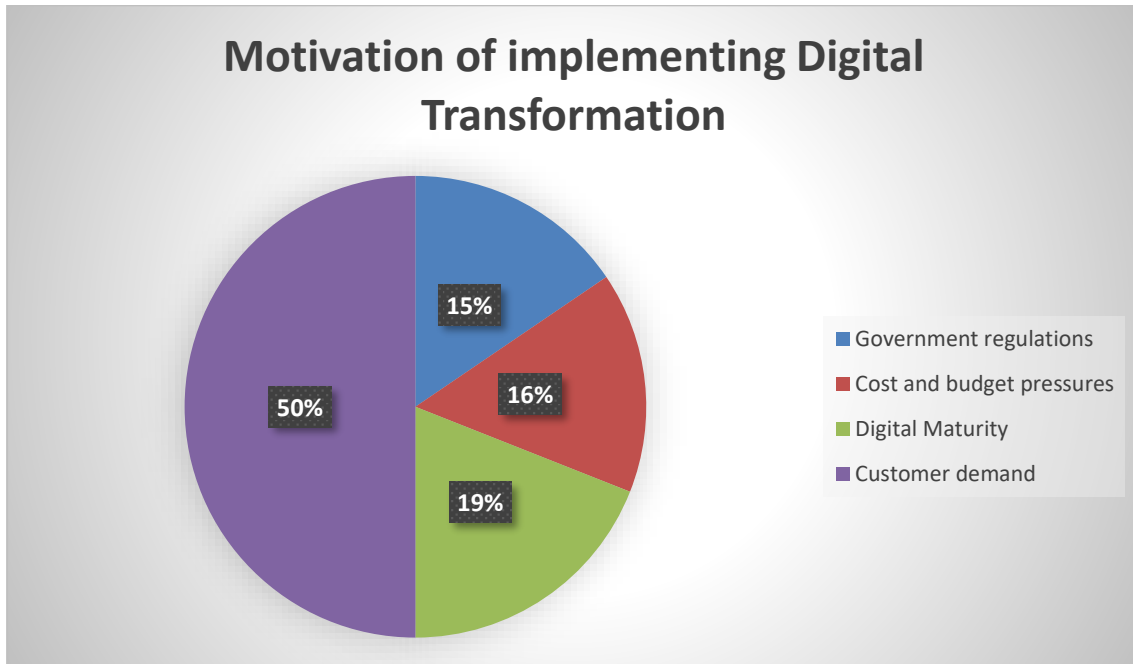 Motivation of implementing Digital
Transformation
15%
16%
50%
19%
Government regulations
Cost and budget pressures
Digital Maturity
Customer demand